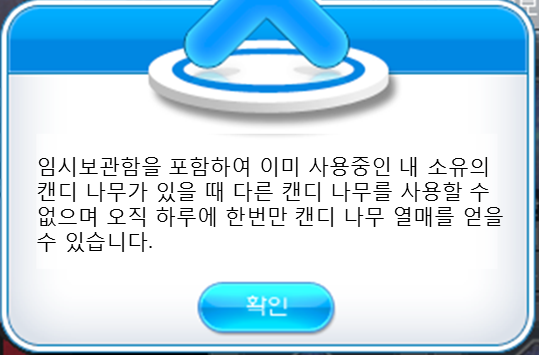 임시보관함을 포함하여 이미 사용중인 내 소유의
캔디 나무가 있을 때 다른 캔디 나무를 사용할 수
없으며 오직 하루에 한번만 캔디 나무 열매를 얻을
수 있습니다.
확인